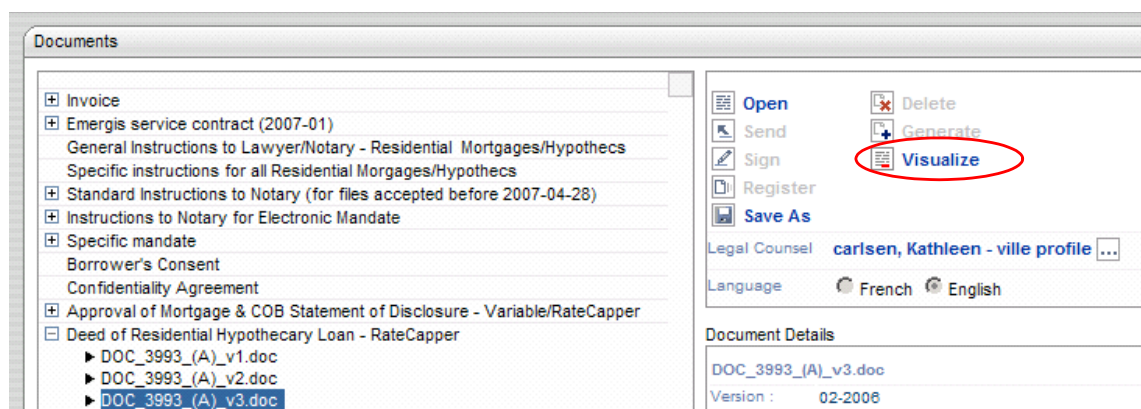 Documents
Invoice
Emergis service contract (2007-01)
General Instructions to Lawyer/Notary - Residential Mortgages/Hypothecs
Specific instructions for all Residential Morgages/Hypothecs
Standard Instructions to Notary (for files accepted before 2007-04-28)
Instructions to Notary for Electronic Mandate
Specific mandate
Borrower's Consent
Confidentiality Agreement
Approval of Mortgage & COB Statement of Disclosure - Variable/RateCapper
Deed of Residential Hypothecary Loan - RateCapper
DOC_3993_(A)_v1.doc
DOC_3993_(A)_v2.doc
DOC_3993_(A)_v3.doc
Open Delete
Send Generate
Sign Visualize
Register
Save As
Legal Counsel carlsen, Kathleen - ville profile ...
Language French English
Document Details
DOC_3993_(A)_v3.doc
Version : 02-2006